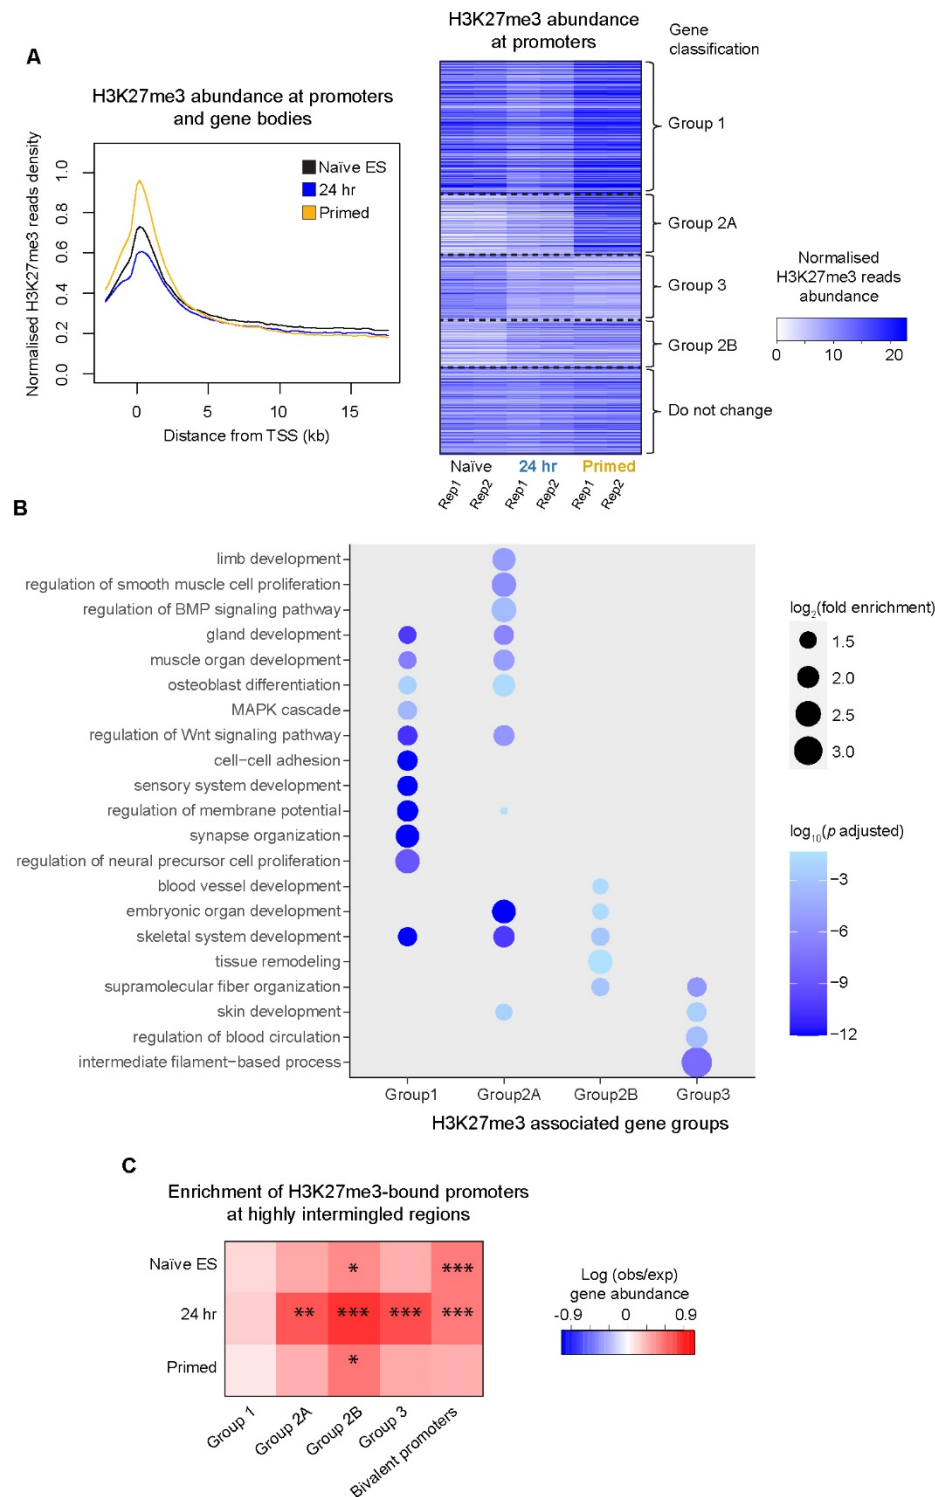 A
H3K27me3 abundance at promoters
and gene bodies
Normalised H3K27me3 reads density
0.0
0.2
0.4
0.6
0.8
1.0
Naïve ES
24 hr
Primed
0
5
10
15
Distance from TSS (kb)
H3K27me3 abundance
at promoters
Gene
classification
Group 1
Group 2A
Group 3
Group 2B
Do not change
Naïve
24 hr
Primed
Rep1
Rep2
Rep1
Rep2
Rep1
Rep2
Normalised
H3K27me3 reads
abundance
0
10
20
B
limb development
regulation of smooth muscle cell proliferation
regulation of BMP signaling pathway
gland development
muscle organ development
osteoblast differentiation
MAPK cascade
regulation of Wnt signaling pathway
cell−cell adhesion
sensory system development
regulation of membrane potential
synapse organization
regulation of neural precursor cell proliferation
blood vessel development
embryonic organ development
skeletal system development
tissue remodeling
supramolecular fiber organization
skin development
regulation of blood circulation
intermediate filament−based process
Group1
Group2A
Group2B
Group3
H3K27me3 associated gene groups
log₂(fold enrichment)
1.5
2.0
2.5
3.0
log₁₀(p adjusted)
−3
−6
−9
−12
C
Enrichment of H3K27me3-bound promoters
at highly intermingled regions
Naïve ES
* ***
24 hr
** *** *** ***
Primed
*
Group 1
Group 2A
Group 2B
Group 3
Bivalent promoters
Log (obs/exp)
gene abundance
-0.9
0
0.9